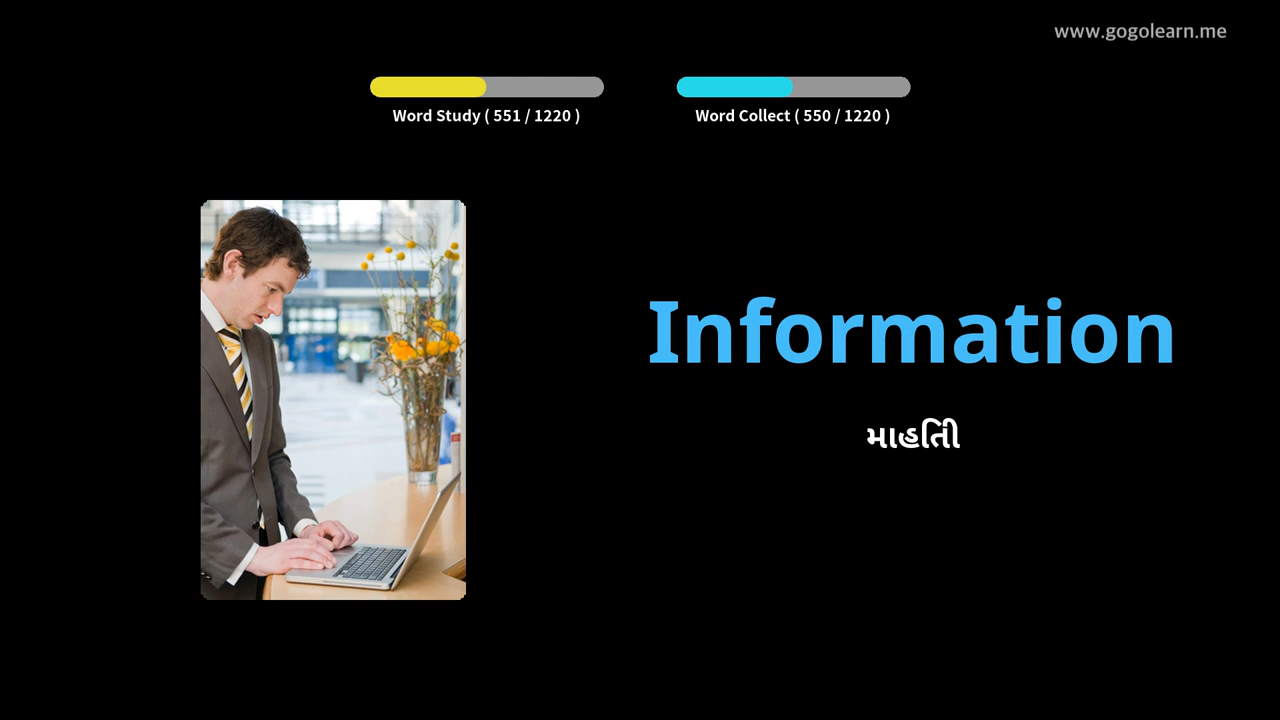 www.gogolearn.me
Word Study ( 551 / 1220 )
Word Collect ( 550 / 1220 )
Information
માહિતી